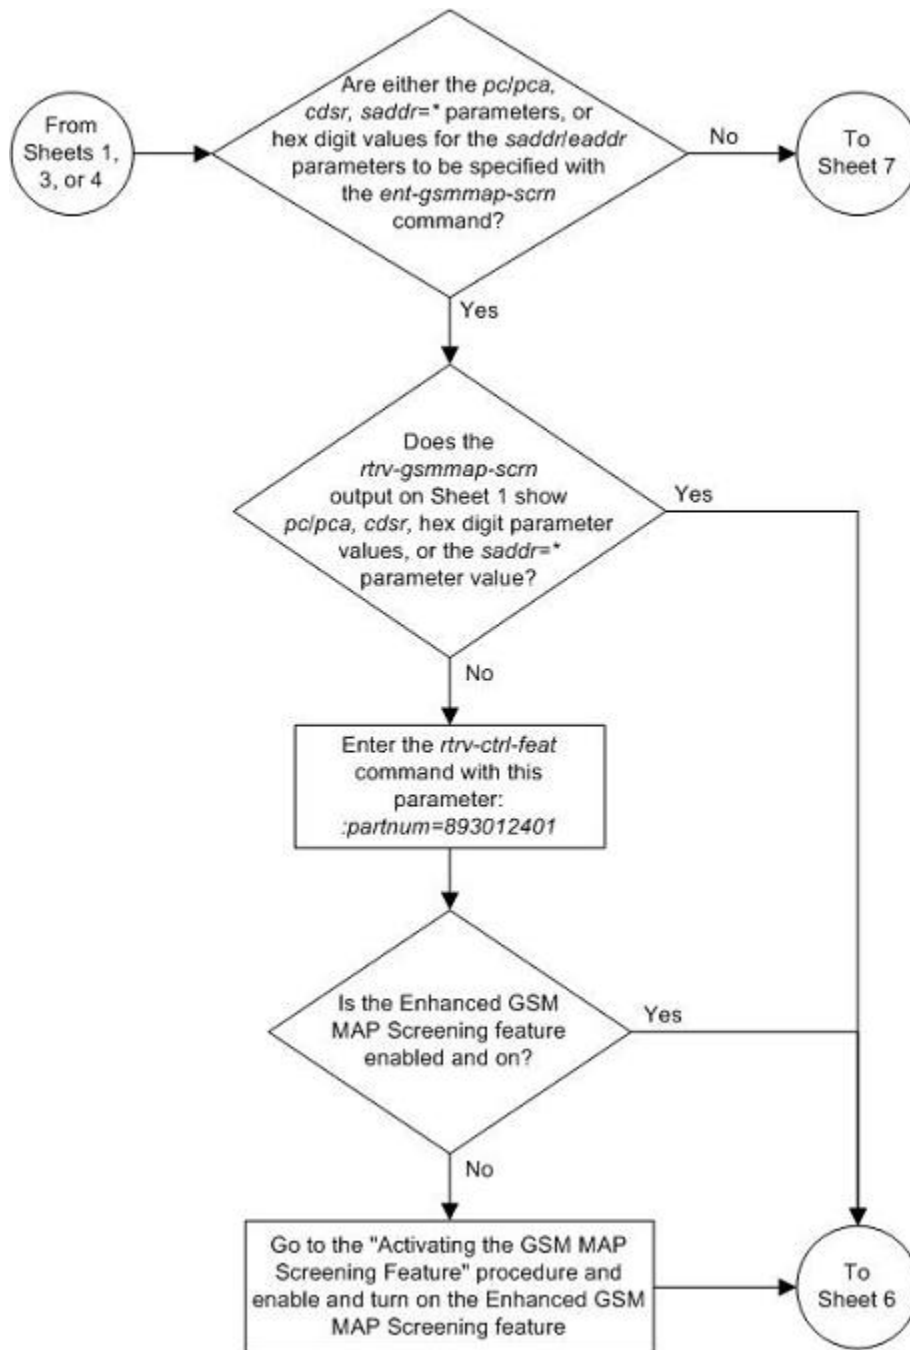 From
Sheets 1,
3, or 4
Are either the pc/pca,
cdsr, saddr=* parameters, or
hex digit values for the saddr/eaddr
parameters to be specified with
the ent-gsmmap-scrn
command?
No
To
Sheet 7
Yes
Does the
rtrv-gsmmap-scrn
output on Sheet 1 show
pc/pca, cdsr, hex digit parameter
values, or the saddr=*
parameter value?
Yes
No
Enter the rtrv-ctrl-feat
command with this
parameter:
:partnum=893012401
Is the Enhanced GSM
MAP Screening feature
enabled and on?
Yes
No
Go to the "Activating the GSM MAP
Screening Feature" procedure and
enable and turn on the Enhanced GSM
MAP Screening feature
To
Sheet 6